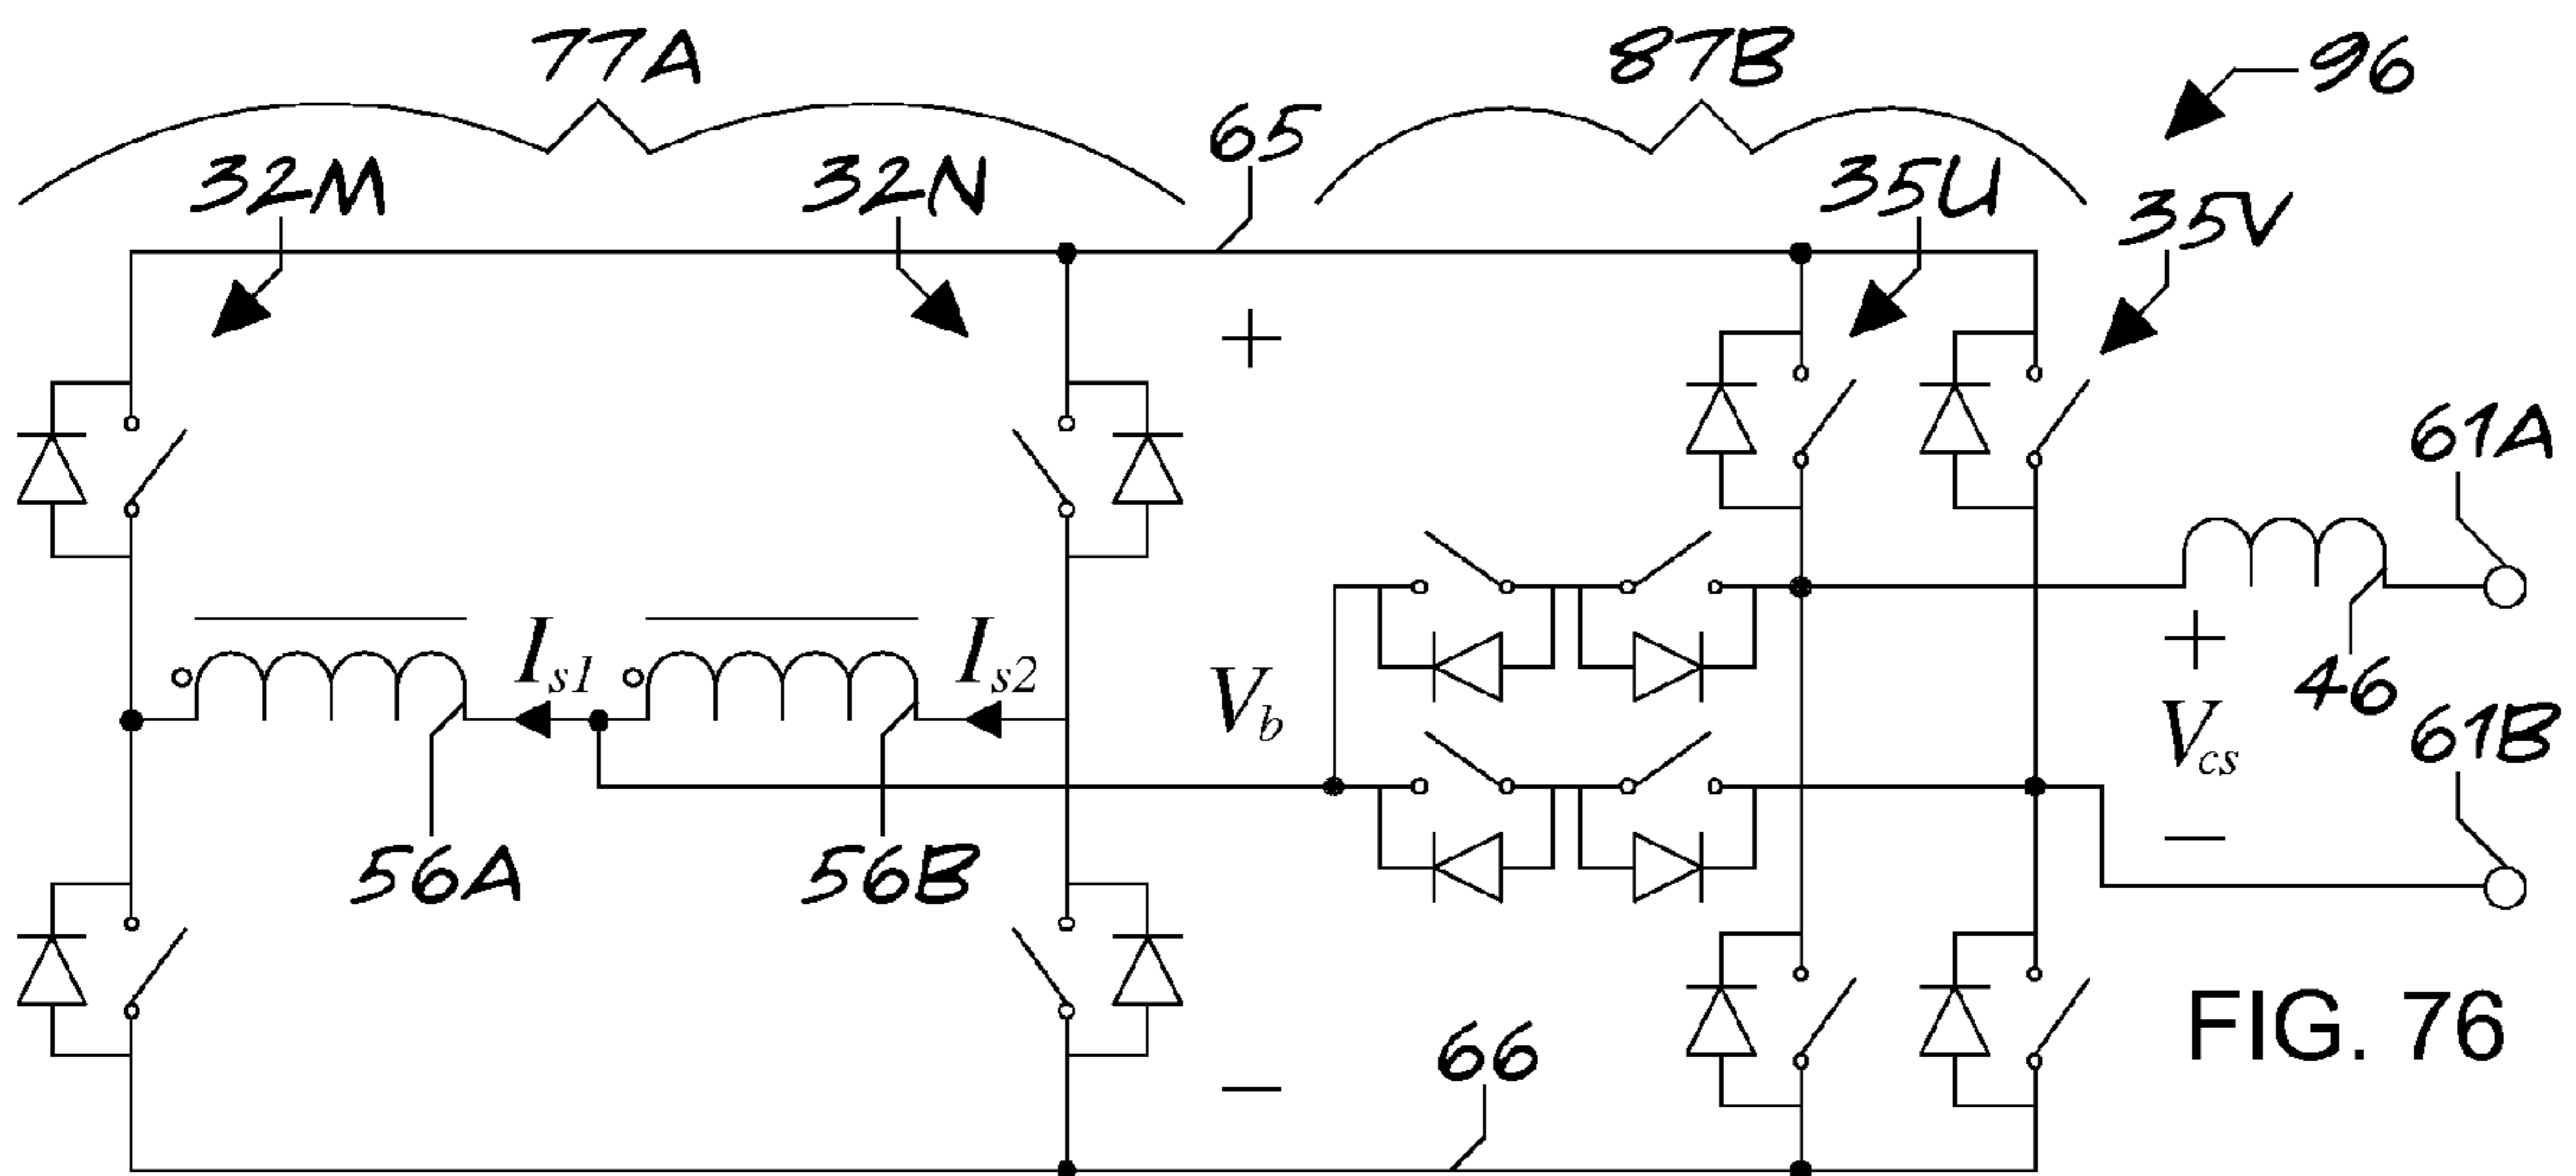 77A
87B
96
65
32M
32N
35U
35V
+
61A
Is1
Is2
Vb
+
46
Vcs
61B
56A
56B
−
66
−
FIG. 76